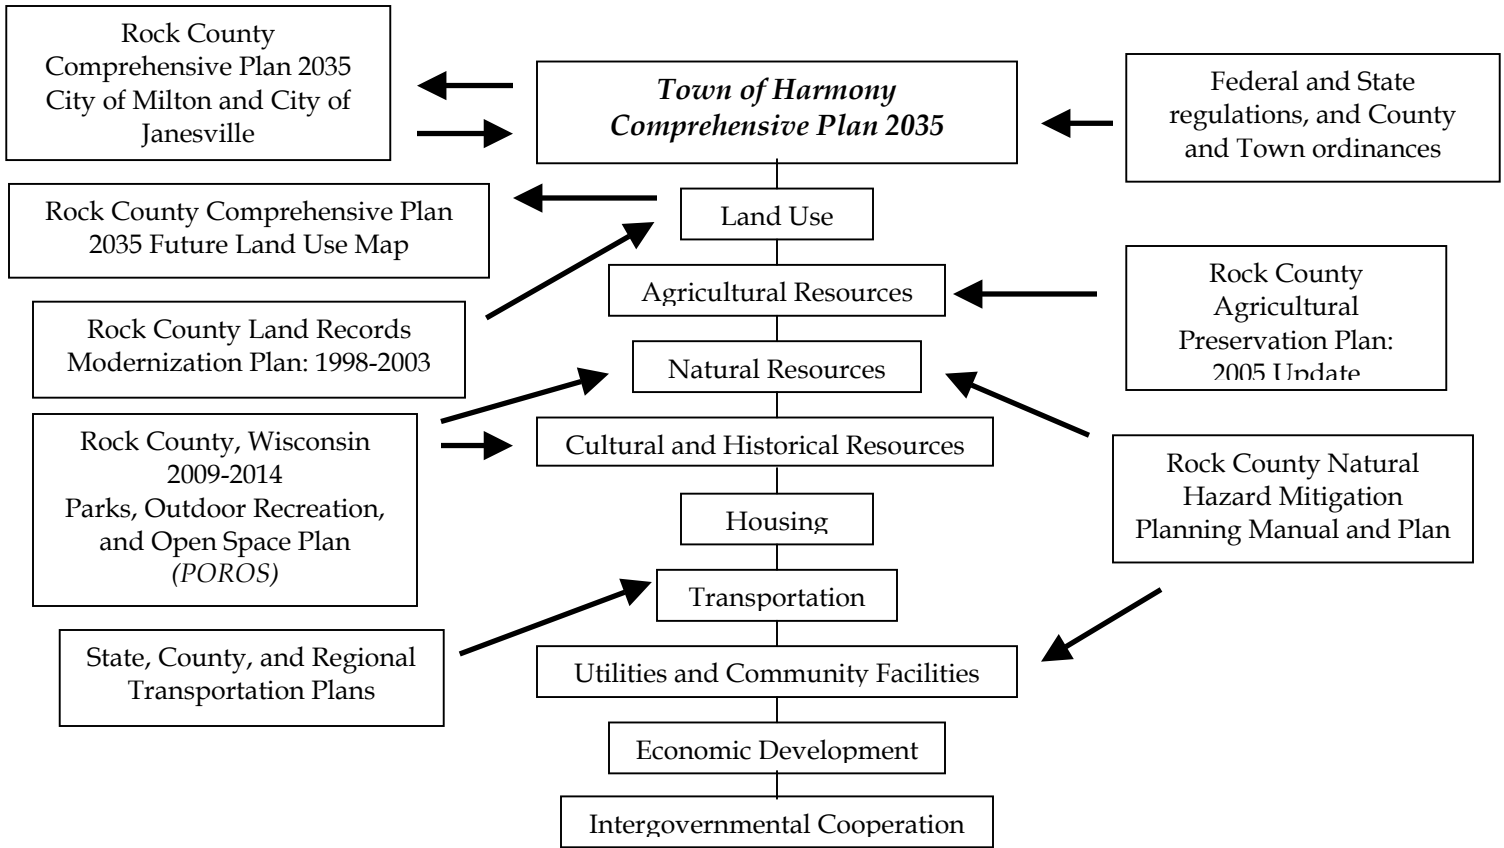 Rock County
Comprehensive Plan 2035
City of Milton and City of
Janesville
Town of Harmony
Comprehensive Plan 2035
Federal and State
regulations, and County
and Town ordinances
Rock County Comprehensive Plan
2035 Future Land Use Map
Land Use
Rock County Land Records
Modernization Plan: 1998-2003
Agricultural Resources
Rock County
Agricultural
Preservation Plan:
2005 Update
Natural Resources
Rock County, Wisconsin
2009-2014
Parks, Outdoor Recreation,
and Open Space Plan
(POROS)
Cultural and Historical Resources
Rock County Natural
Hazard Mitigation
Planning Manual and Plan
Housing
Transportation
State, County, and Regional
Transportation Plans
Utilities and Community Facilities
Economic Development
Intergovernmental Cooperation